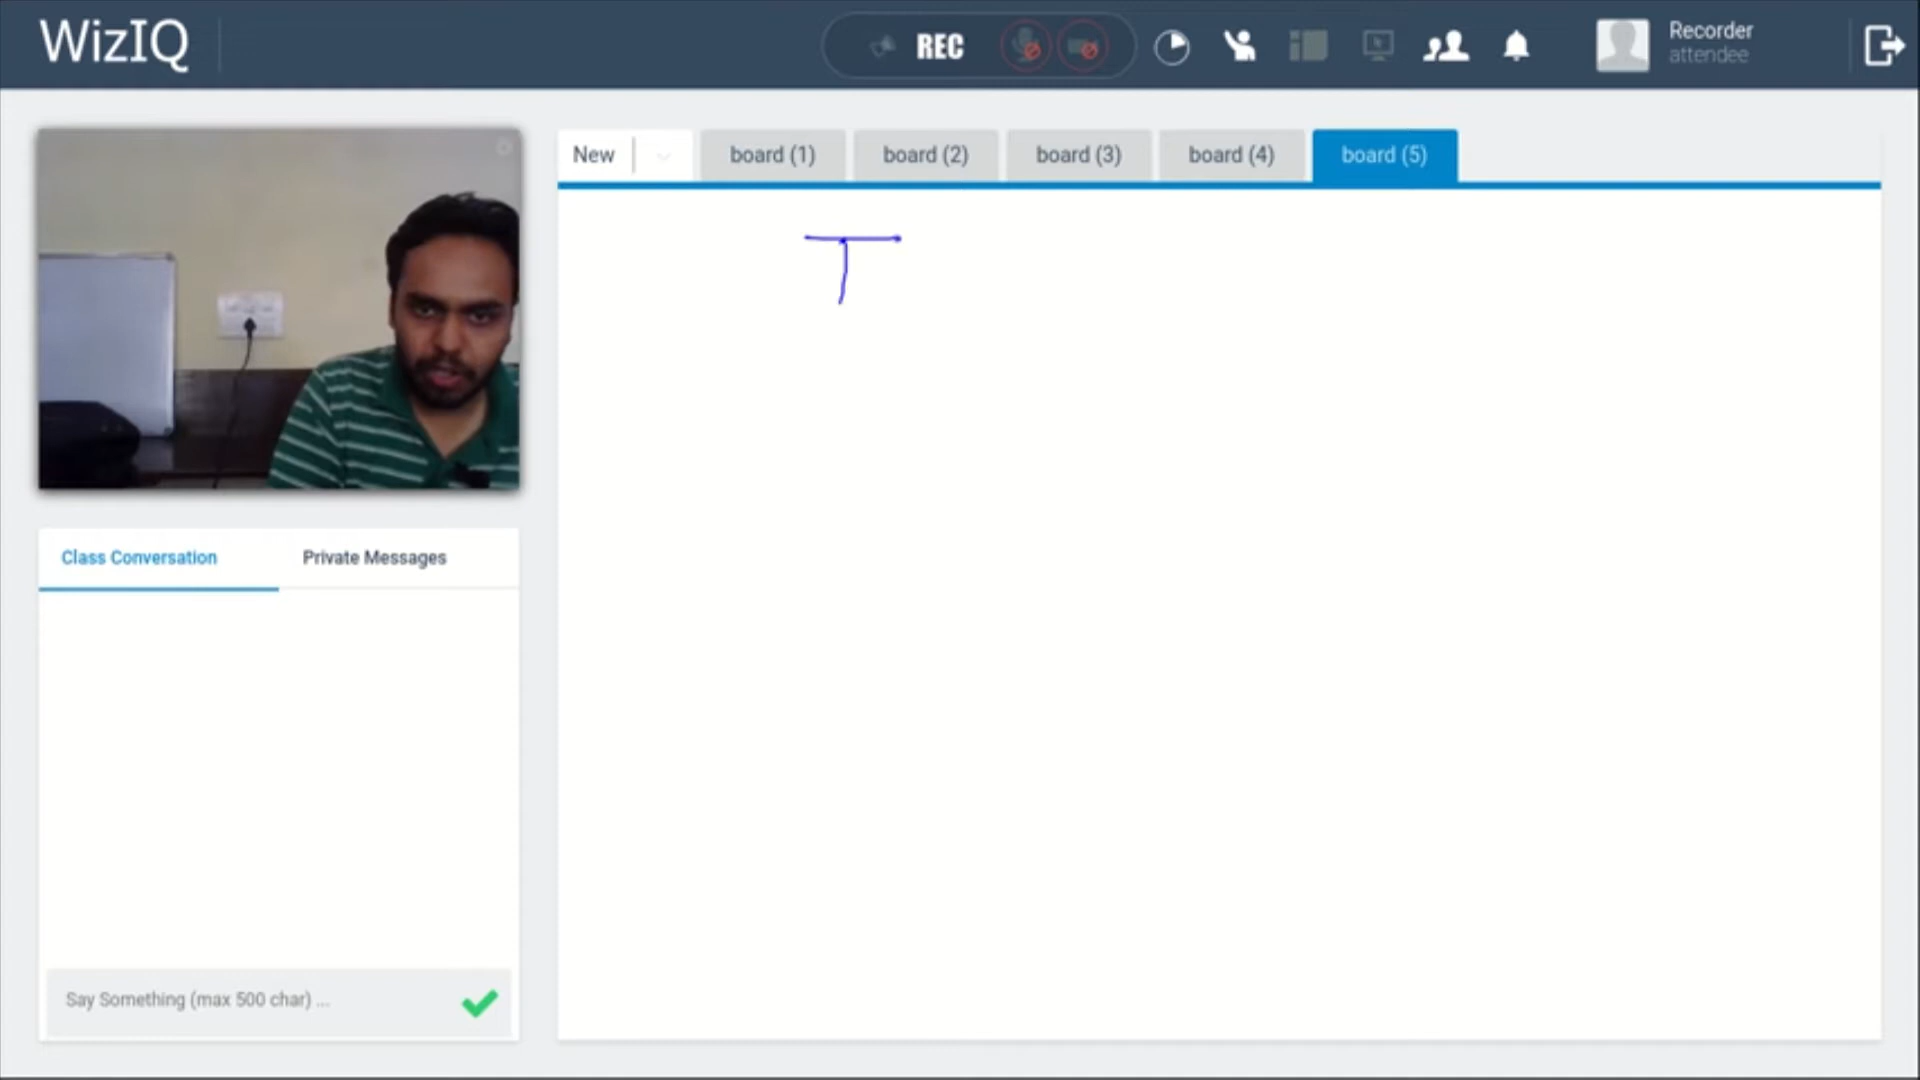 WizIQ
REC
Recorder
attendee
New
board (1)
board (2)
board (3)
board (4)
board (5)
T
Class Conversation
Private Messages
Say Something (max 500 char) ...